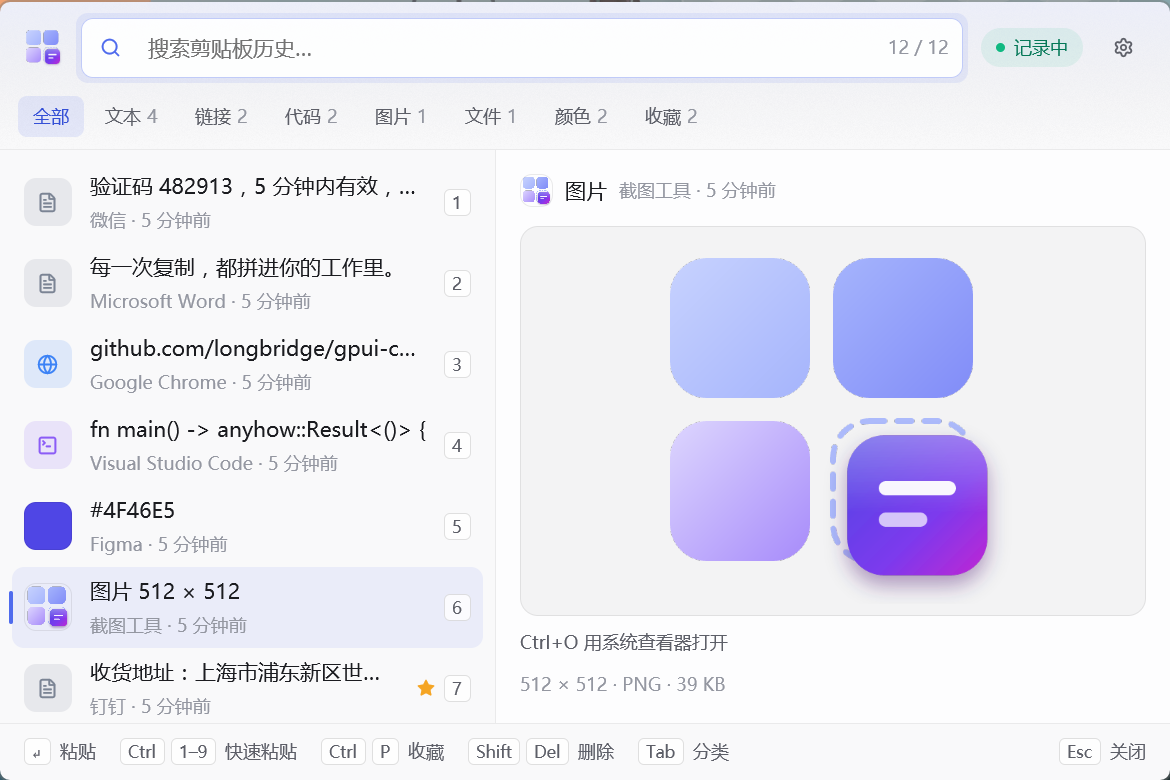 搜索剪贴板历史...
12 / 12
记录中
全部 文本 4 链接 2 代码 2 图片 1 文件 1 颜色 2 收藏 2
验证码 482913，5 分钟内有效，...
微信 · 5 分钟前
1
每一次复制，都拼进你的工作里。
Microsoft Word · 5 分钟前
2
github.com/longbridge/gpui-c...
Google Chrome · 5 分钟前
3
fn main() -> anyhow::Result<()> {
Visual Studio Code · 5 分钟前
4
#4F46E5
Figma · 5 分钟前
5
图片 512 × 512
截图工具 · 5 分钟前
6
收货地址：上海市浦东新区世...
钉钉 · 5 分钟前
7
图片 截图工具 · 5 分钟前
Ctrl+O 用系统查看器打开
512 × 512 · PNG · 39 KB
↵ 粘贴 Ctrl 1–9 快速粘贴 Ctrl P 收藏 Shift Del 删除 Tab 分类 Esc 关闭